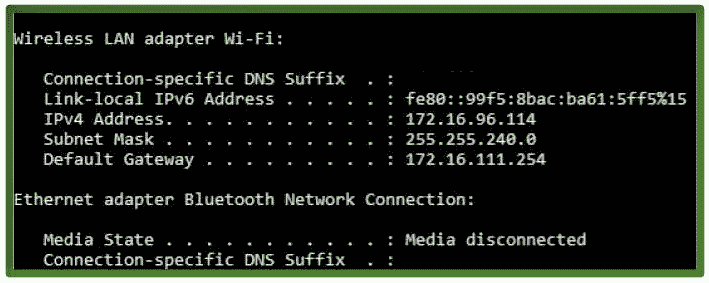 Wireless LAN adapter Wi-Fi:
Connection-specific DNS Suffix . :
Link-local IPv6 Address . . . . . : fe80::99f5:8bac:ba61:5ff5%15
IPv4 Address. . . . . . . . . . . : 172.16.96.114
Subnet Mask . . . . . . . . . . . : 255.255.240.0
Default Gateway . . . . . . . . . : 172.16.111.254
Ethernet adapter Bluetooth Network Connection:
Media State . . . . . . . . . . . : Media disconnected
Connection-specific DNS Suffix . :